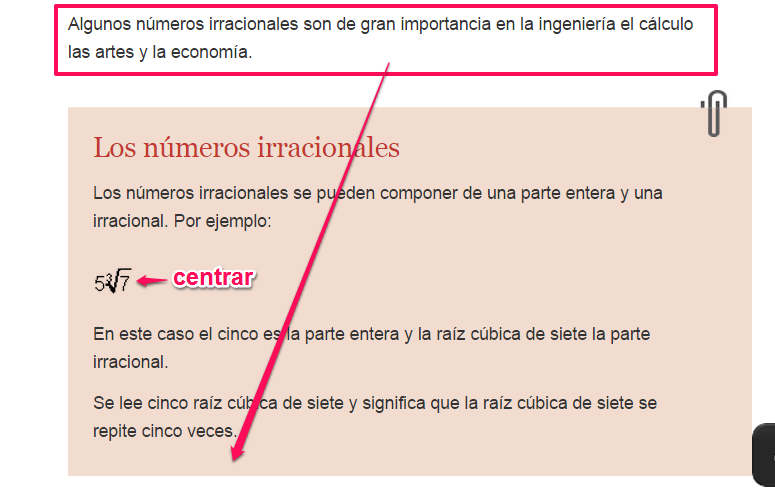 Algunos números irracionales son de gran importancia en la ingeniería el cálculo
las artes y la economía.
Los números irracionales
Los números irracionales se pueden componer de una parte entera y una
irracional. Por ejemplo:
5∛7 centrar
En este caso el cinco es la parte entera y la raíz cúbica de siete la parte
irracional.
Se lee cinco raíz cúbica de siete y significa que la raíz cúbica de siete se
repite cinco veces.